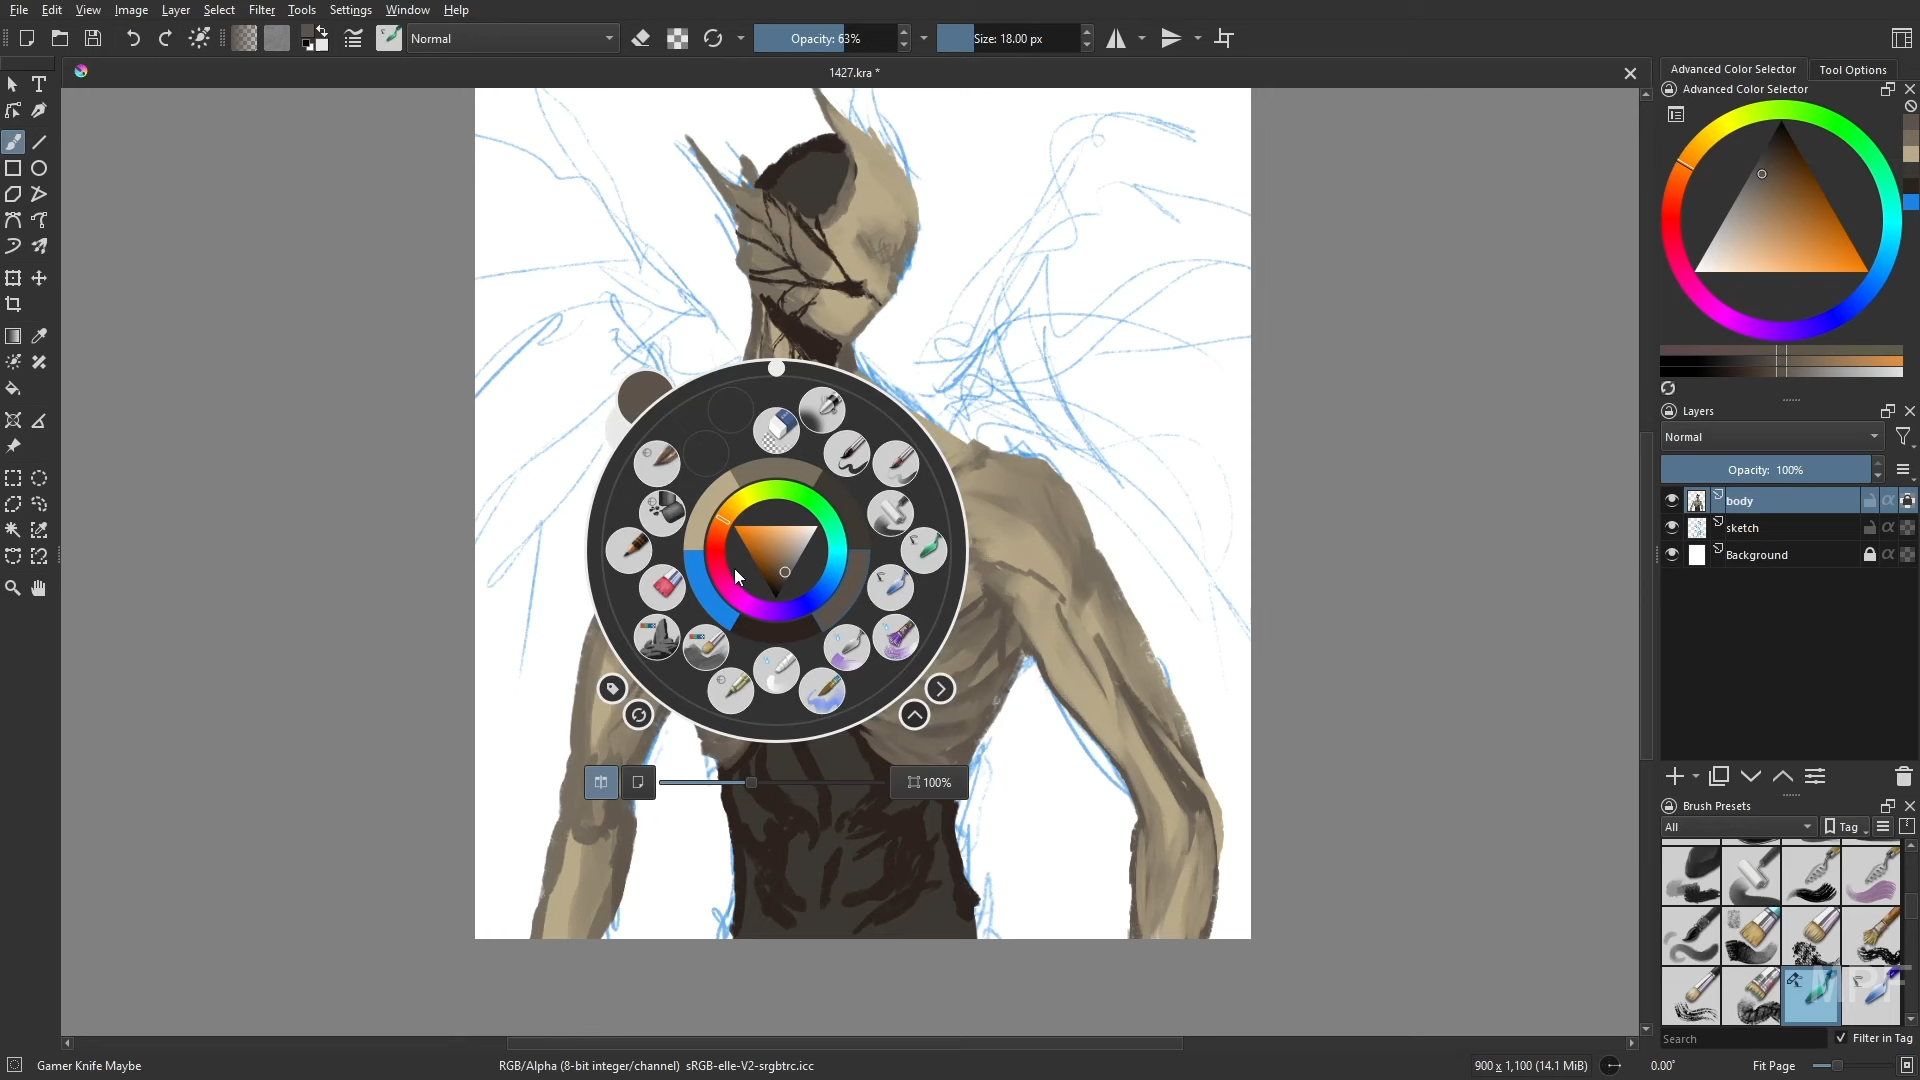 File Edit View Image Layer Select Filter Tools Settings Window Help
Normal
Opacity: 63%
Size: 18.00 px
1427.kra *
Advanced Color Selector
Tool Options
Advanced Color Selector
Layers
Normal
Opacity: 100%
body
sketch
Background
100%
Brush Presets
All
Tag
MPF
Search
Filter in Tag
Gamer Knife Maybe
RGB/Alpha (8-bit integer/channel) sRGB-elle-V2-srgbtrc.icc
900 x 1,100 (14.1 MiB)
0.00°
Fit Page